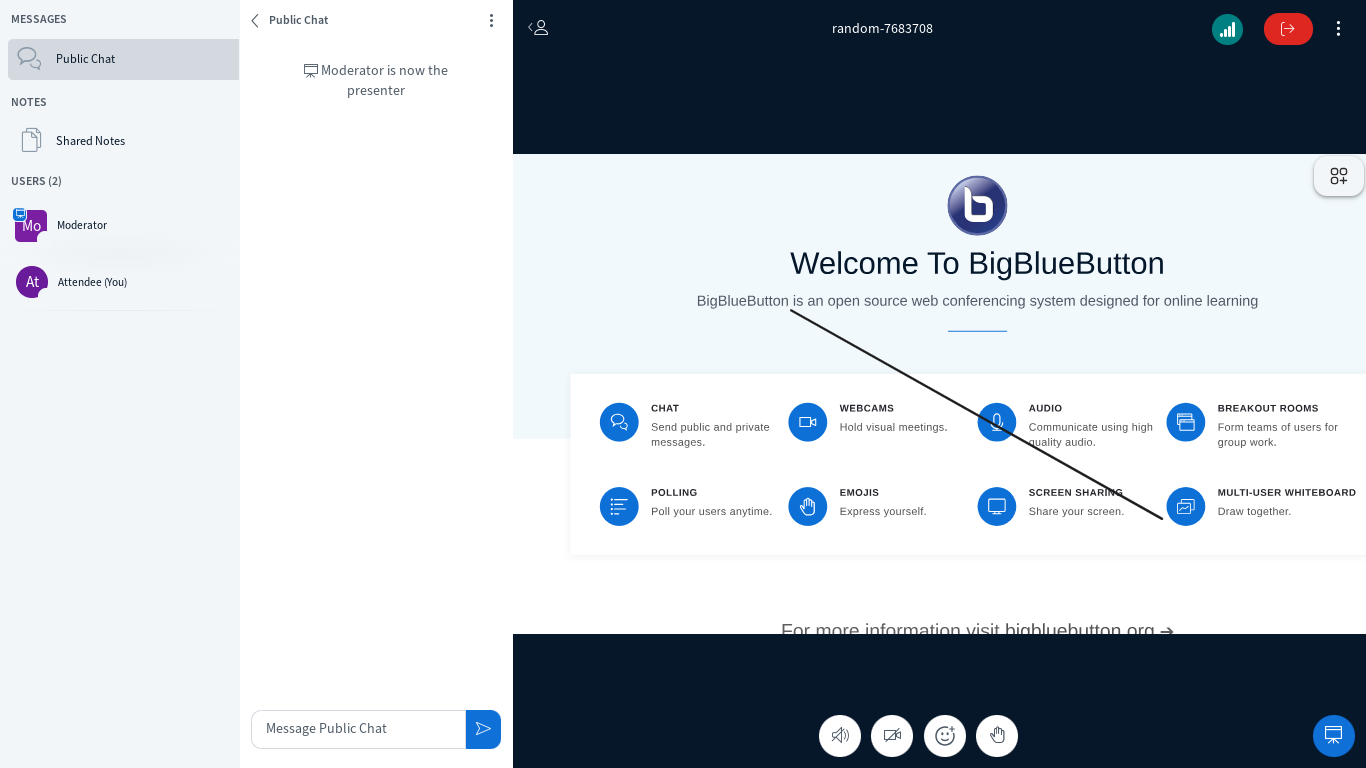 MESSAGES
Public Chat
NOTES
Shared Notes
USERS (2)
Mo
Moderator
At
Attendee (You)
Public Chat
Moderator is now the
presenter
Message Public Chat
random-7683708
Welcome To BigBlueButton
BigBlueButton is an open source web conferencing system designed for online learning
CHAT
Send public and private
messages.
WEBCAMS
Hold visual meetings.
AUDIO
Communicate using high
quality audio.
BREAKOUT ROOMS
Form teams of users for
group work.
POLLING
Poll your users anytime.
EMOJIS
Express yourself.
SCREEN SHARING
Share your screen.
MULTI-USER WHITEBOARD
Draw together.
For more information visit bigbluebutton.org →